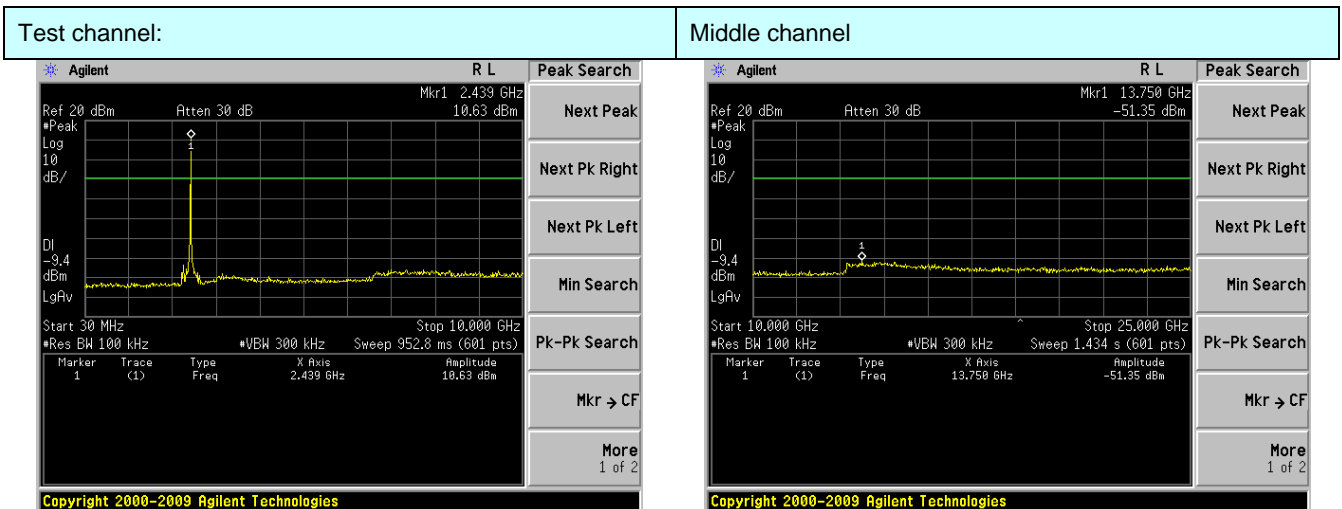 Test channel:
Middle channel
Agilent
R L
Peak Search
Mkr1 2.439 GHz
Ref 20 dBm
Atten 30 dB
10.63 dBm
#Peak
Log
10
dB/
1
DI
-9.4
dBm
LgAv
Start 30 MHz
Stop 10.000 GHz
#Res BW 100 kHz
#VBW 300 kHz
Sweep 952.8 ms (601 pts)
Marker Trace Type X Axis Amplitude
1 (1) Freq 2.439 GHz 10.63 dBm
Next Peak
Next Pk Right
Next Pk Left
Min Search
Pk-Pk Search
Mkr → CF
More
1 of 2
Copyright 2000-2009 Agilent Technologies
Agilent
R L
Peak Search
Mkr1 13.750 GHz
Ref 20 dBm
Atten 30 dB
-51.35 dBm
#Peak
Log
10
dB/
1
DI
-9.4
dBm
LgAv
Start 10.000 GHz
^
Stop 25.000 GHz
#Res BW 100 kHz
#VBW 300 kHz
Sweep 1.434 s (601 pts)
Marker Trace Type X Axis Amplitude
1 (1) Freq 13.750 GHz -51.35 dBm
Next Peak
Next Pk Right
Next Pk Left
Min Search
Pk-Pk Search
Mkr → CF
More
1 of 2
Copyright 2000-2009 Agilent Technologies